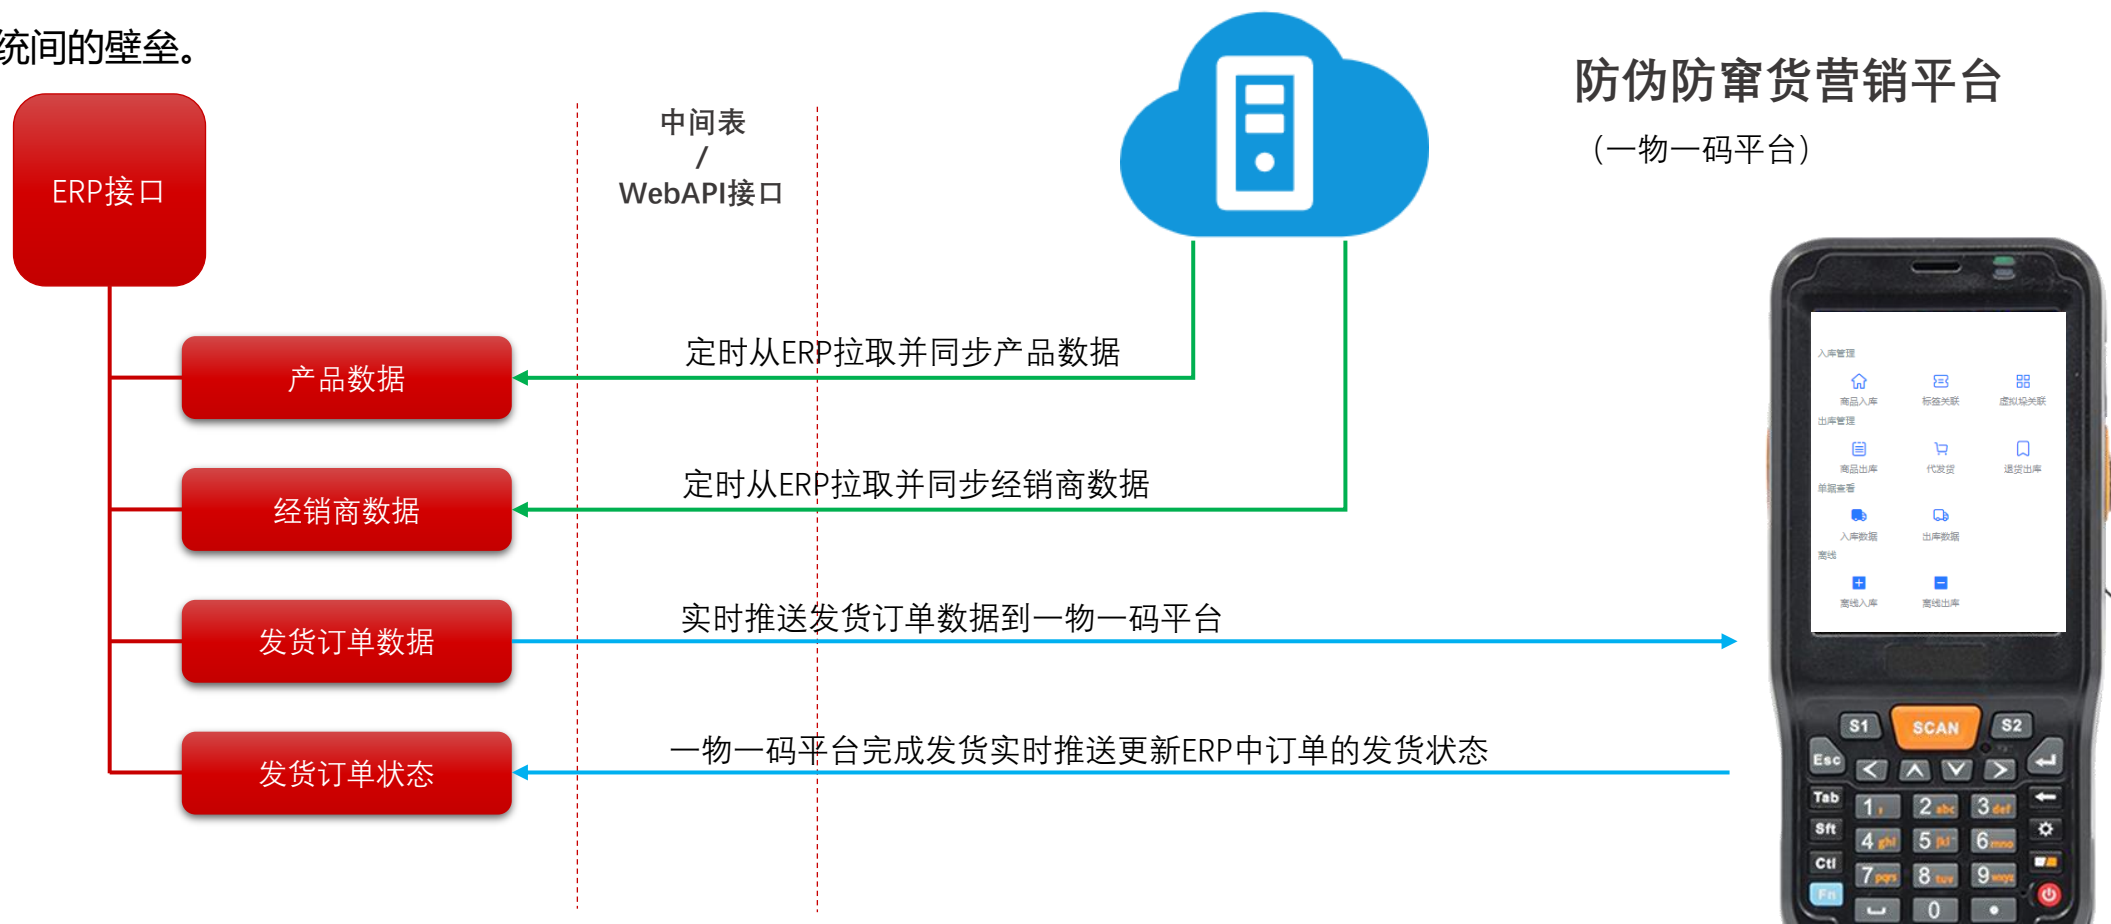 统间的壁垒。
防伪防窜货营销平台
（一物一码平台）
中间表
/
WebAPI接口
ERP接口
产品数据
定时从ERP拉取并同步产品数据
经销商数据
定时从ERP拉取并同步经销商数据
发货订单数据
实时推送发货订单数据到一物一码平台
发货订单状态
一物一码平台完成发货实时推送更新ERP中订单的发货状态
入库管理
商品入库 标签关联 虚拟垛关联
出库管理
商品出库 代发货 退货出库
单据查看
入库数据 出库数据
离线
离线入库 离线出库
S1 SCAN S2
Esc
Tab 1 2 abc 3 def
Sft 4 ghi 5 jkl 6 mno
Ctl 7 pqrs 8 tuv 9 wxyz
Fn 0